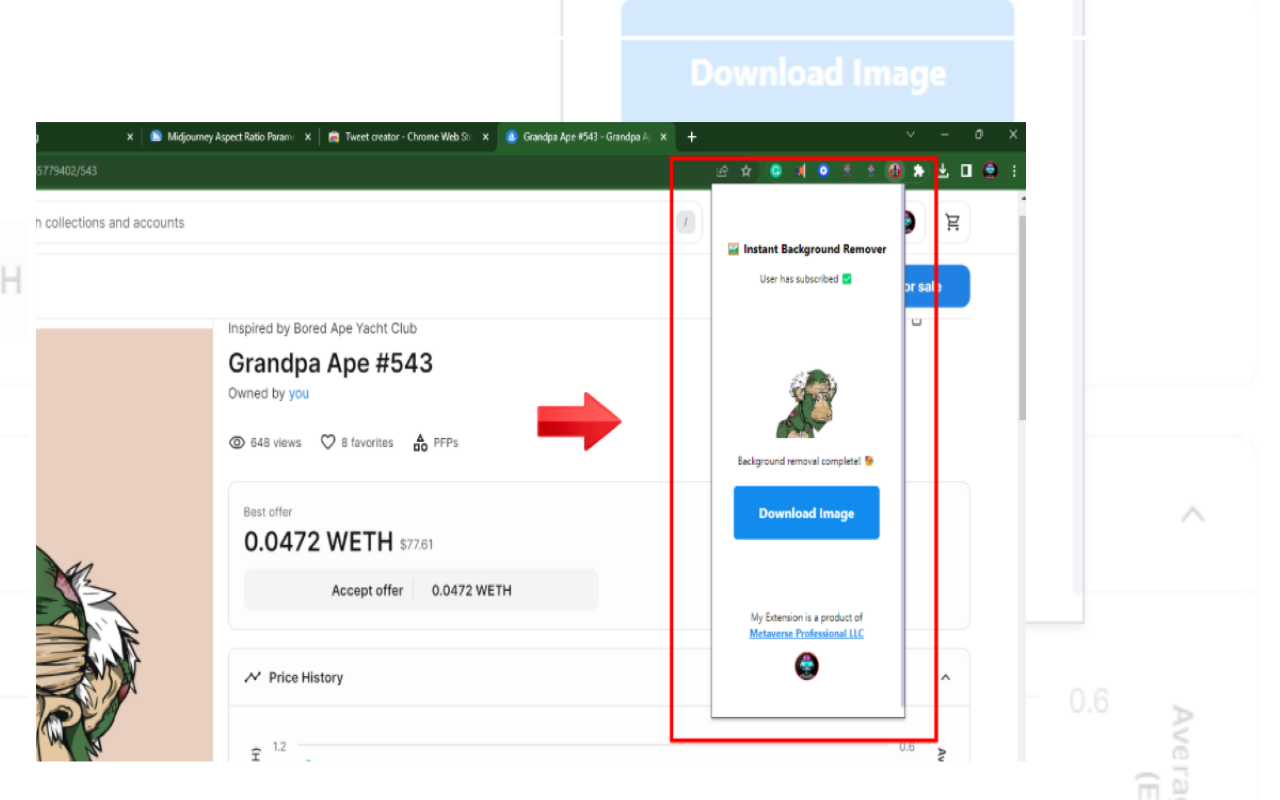 Download Image
Midjourney Aspect Ratio Param
Tweet creator - Chrome Web St
Grandpa Ape #543 - Grandpa A
5779402/543
h collections and accounts
/
Instant Background Remover
User has subscribed
or sale
H
Inspired by Bored Ape Yacht Club
Grandpa Ape #543
Owned by you
648 views
8 favorites
PFPs
Background removal complete!
Best offer
0.0472 WETH $77.61
Download Image
Accept offer
0.0472 WETH
My Extension is a product of
Metaverse Professional LLC
Price History
1.2
0.6
0.6
Averag